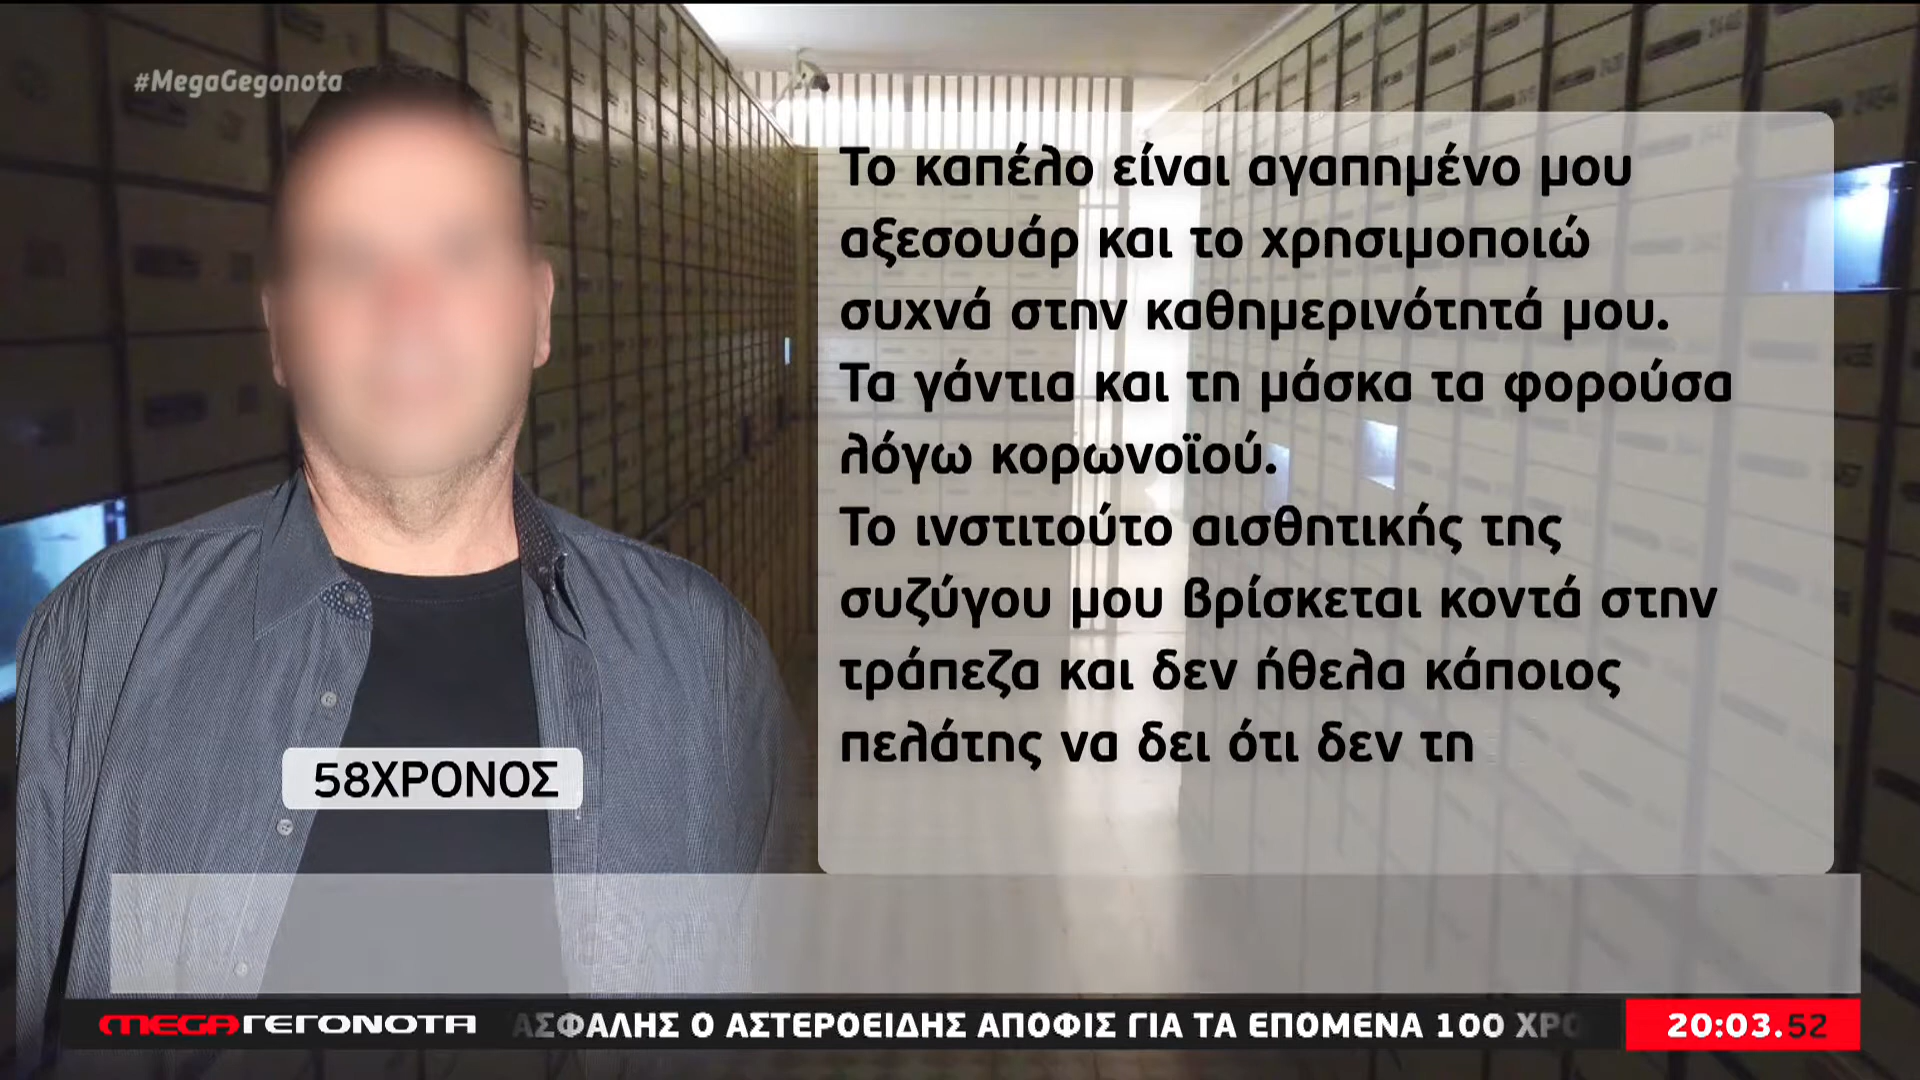 #MegaGegonota
Το καπέλο είναι αγαπημένο μου
αξεσουάρ και το χρησιμοποιώ
συχνά στην καθημερινότητά μου.
Τα γάντια και τη μάσκα τα φορούσα
λόγω κορωνοϊού.
Το ινστιτούτο αισθητικής της
συζύγου μου βρίσκεται κοντά στην
τράπεζα και δεν ήθελα κάποιος
πελάτης να δει ότι δεν τη
58ΧΡΟΝΟΣ
MEGA ΓΕΓΟΝΟΤΑ
ΑΣΦΑΛΗΣ Ο ΑΣΤΕΡΟΕΙΔΗΣ ΑΠΟΦΙΣ ΓΙΑ ΤΑ ΕΠΟΜΕΝΑ 100 ΧΡΟ
20:03.52